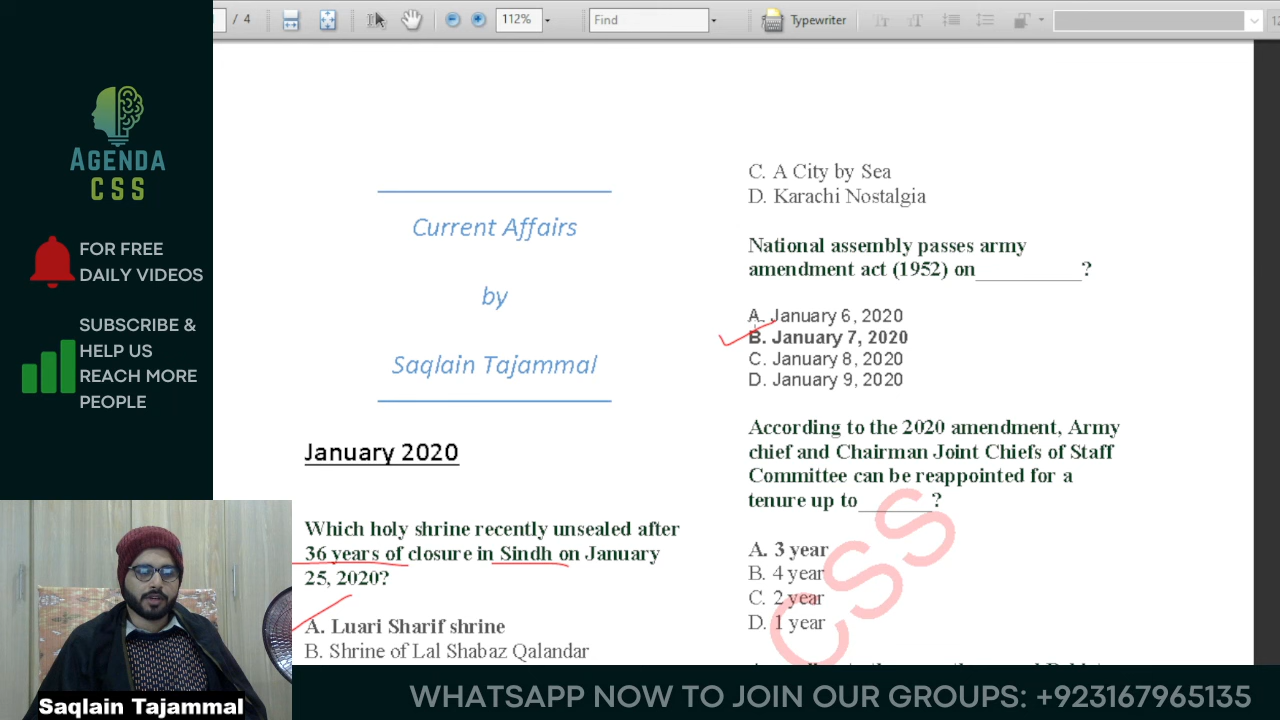 / 4
112%
Find
Typewriter
AGENDA
CSS
FOR FREE
DAILY VIDEOS
SUBSCRIBE &
HELP US
REACH MORE
PEOPLE
Current Affairs
by
Saqlain Tajammal
January 2020
Which holy shrine recently unsealed after
36 years of closure in Sindh on January
25, 2020?
A. Luari Sharif shrine
B. Shrine of Lal Shabaz Qalandar
C. A City by Sea
D. Karachi Nostalgia
National assembly passes army
amendment act (1952) on__________?
A. January 6, 2020
B. January 7, 2020
C. January 8, 2020
D. January 9, 2020
According to the 2020 amendment, Army
chief and Chairman Joint Chiefs of Staff
Committee can be reappointed for a
tenure up to_______?
A. 3 year
B. 4 year
C. 2 year
D. 1 year
CSS
Saqlain Tajammal
WHATSAPP NOW TO JOIN OUR GROUPS: +923167965135